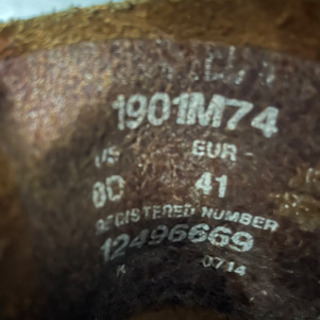 1901M74
US EUR -
8D 41
REGISTERED NUMBER
12496669
K 0714